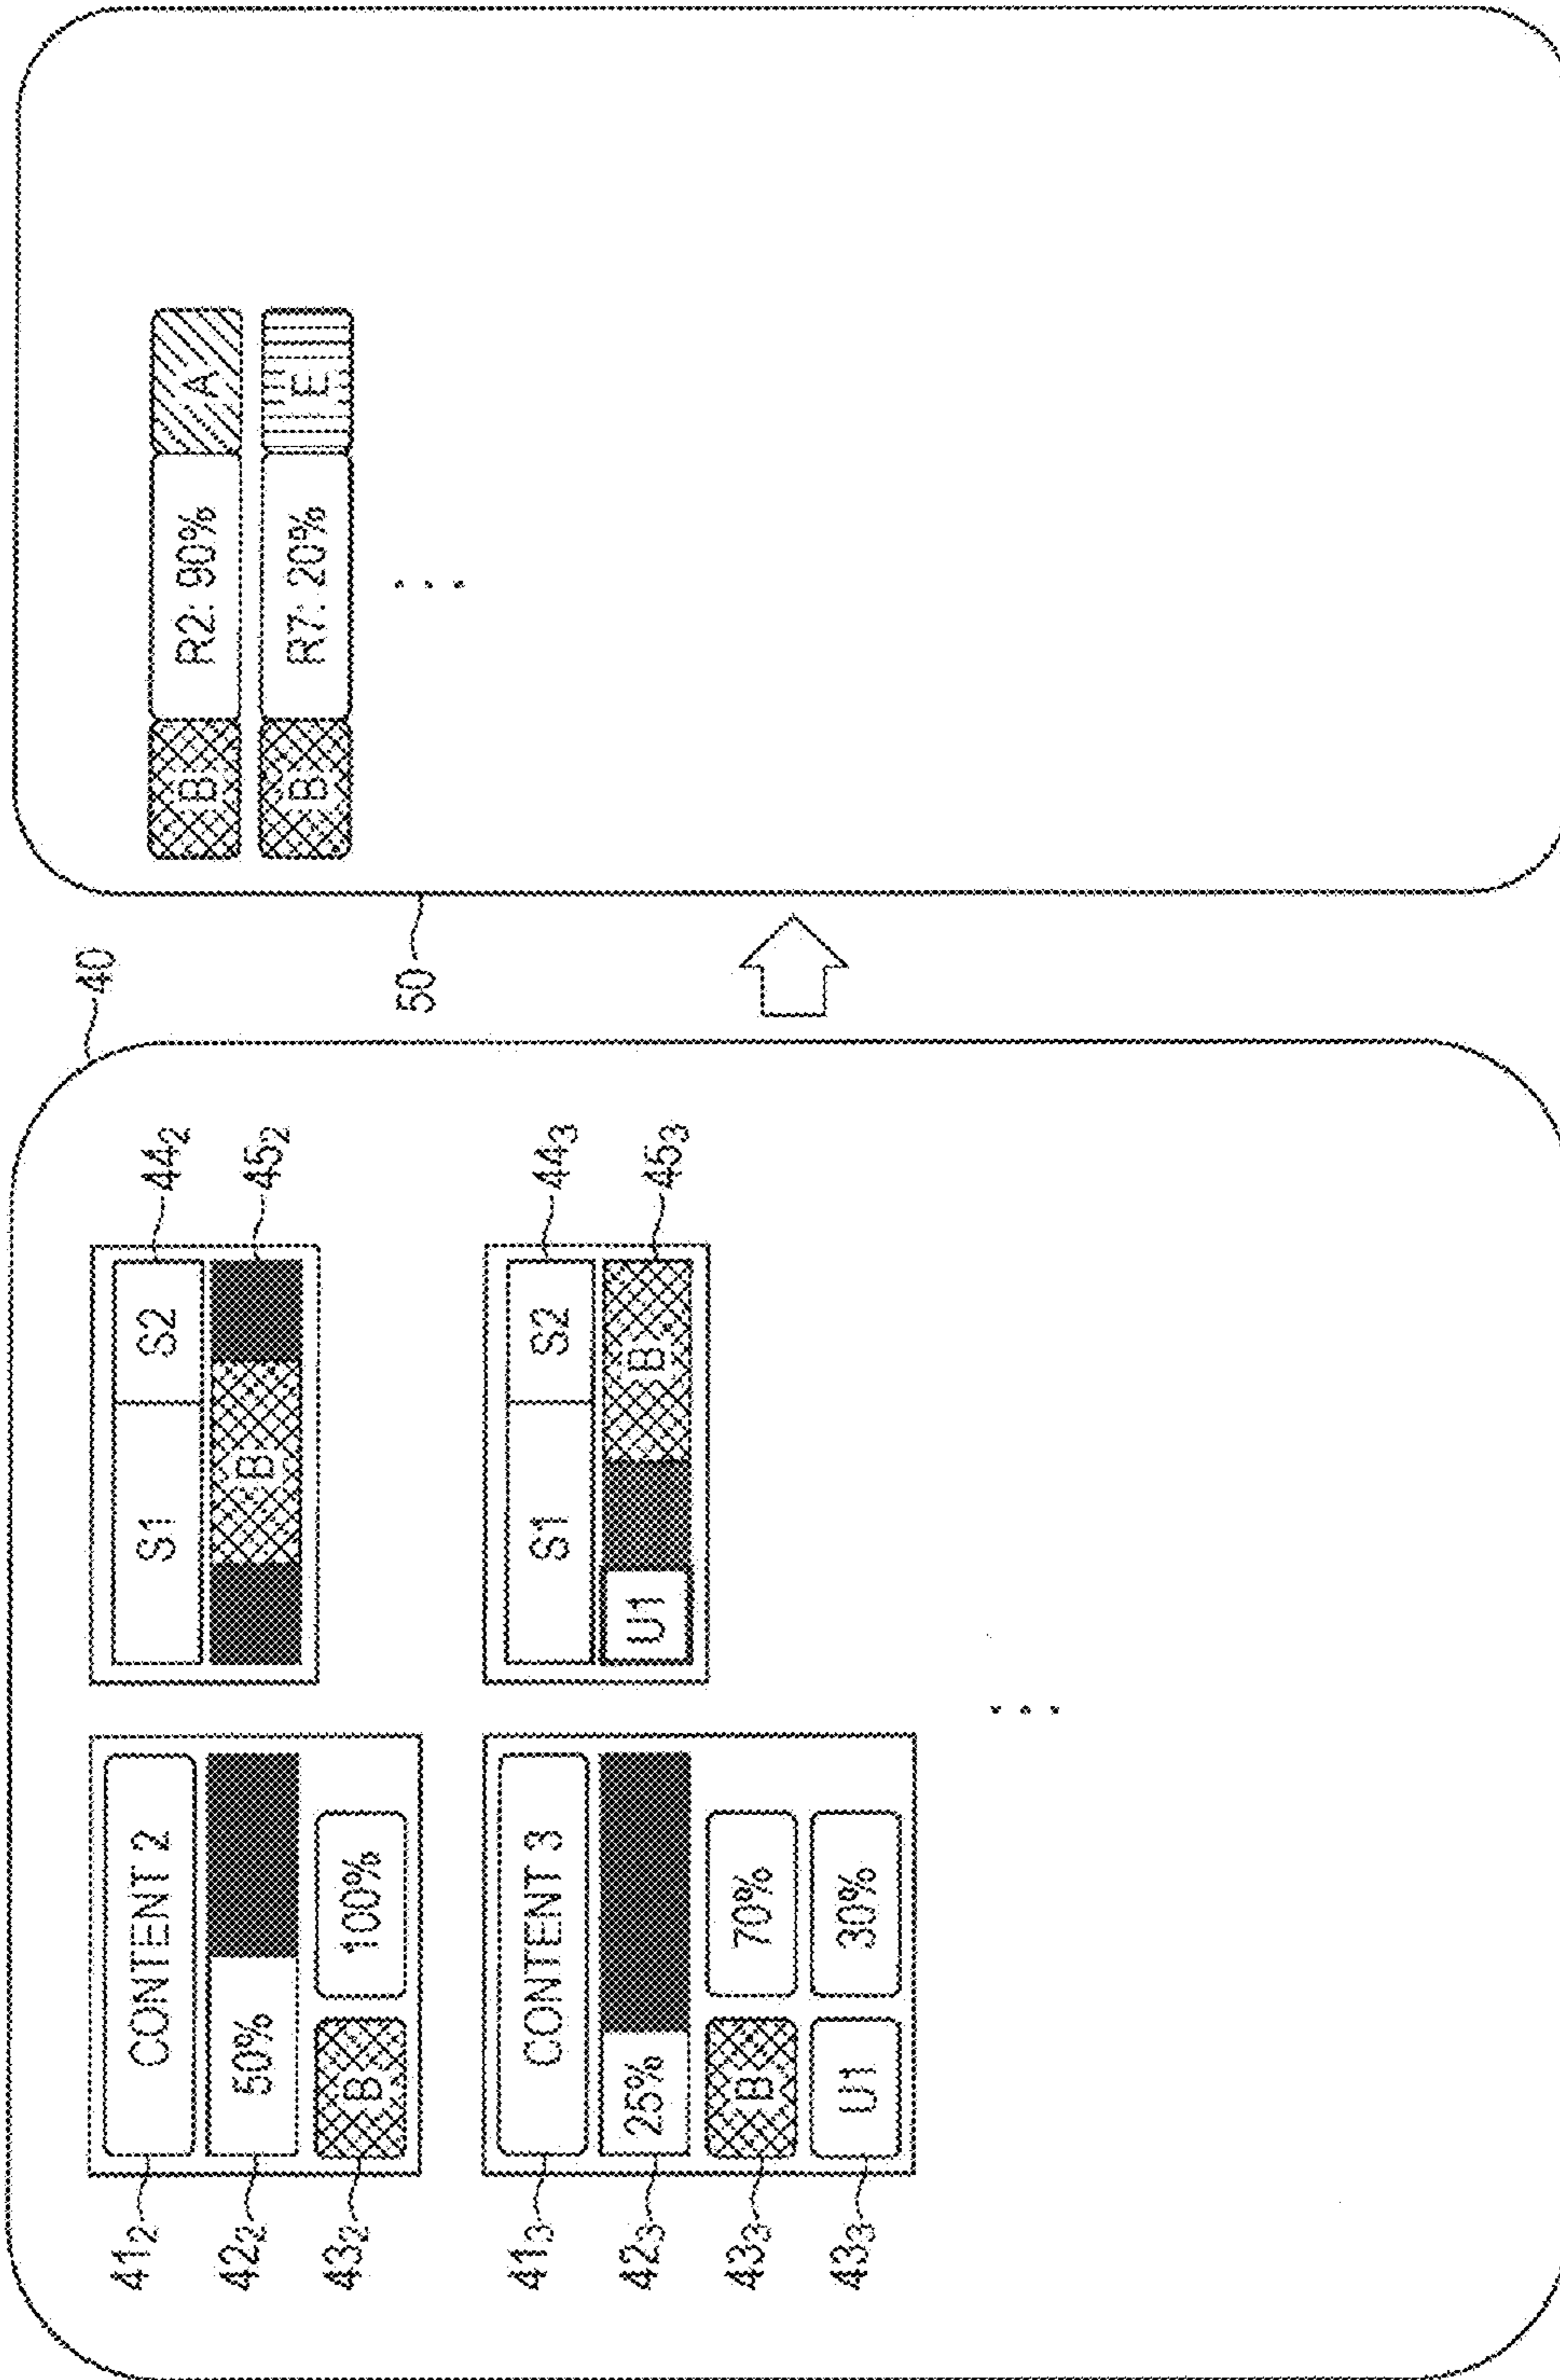 40
41₂
CONTENT 2
S1 S2
44₂
42₂
50%
B
45₂
43₂
B 100%
41₃
CONTENT 3
S1 S2
44₃
42₃
25%
U1 B
45₃
43₃
B 70%
43₃
U1 30%
. . .
50
B R2: 90% A
B R7: 20% E
. . .